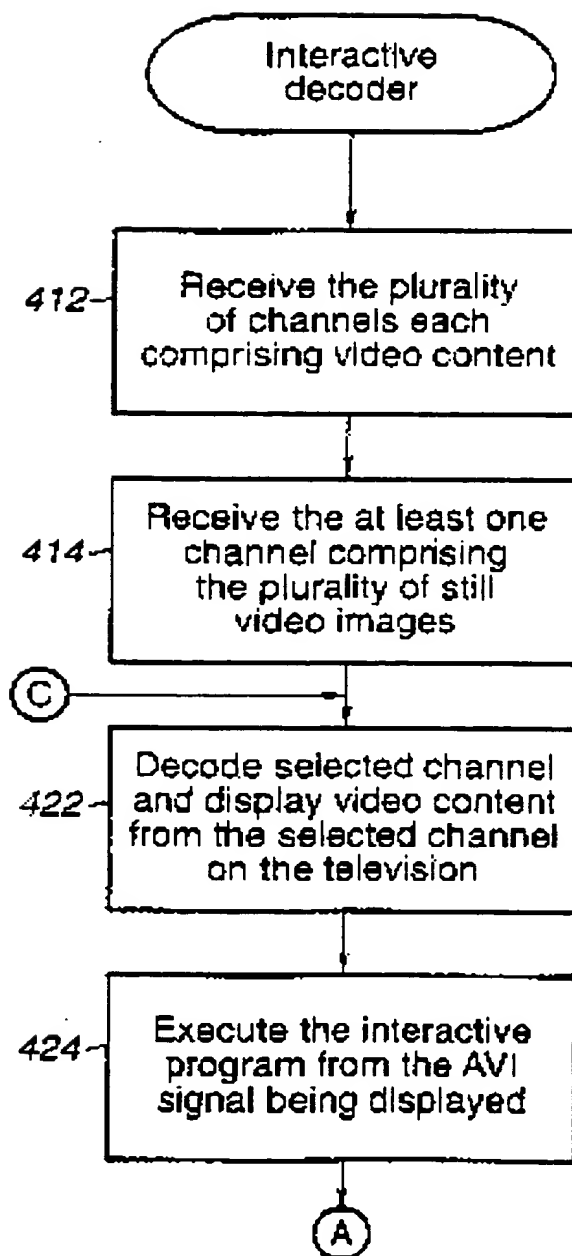 Interactive
decoder
412
Receive the plurality
of channels each
comprising video content
414
Receive the at least one
channel comprising
the plurality of still
video images
C
422
Decode selected channel
and display video content
from the selected channel
on the television
424
Execute the interactive
program from the AVI
signal being displayed
A